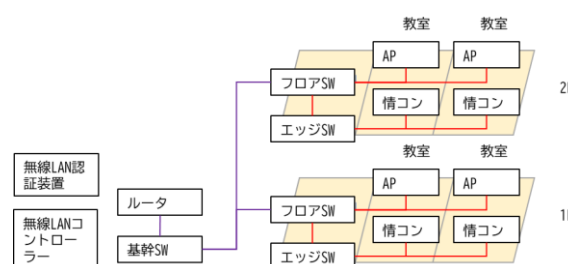 教室 教室
AP AP
フロアSW
情コン 情コン
エッジSW
教室 教室
無線LAN認
証装置
AP AP
ルータ
フロアSW
無線LANコ
ントロー
ラー
情コン 情コン
基幹SW
エッジSW